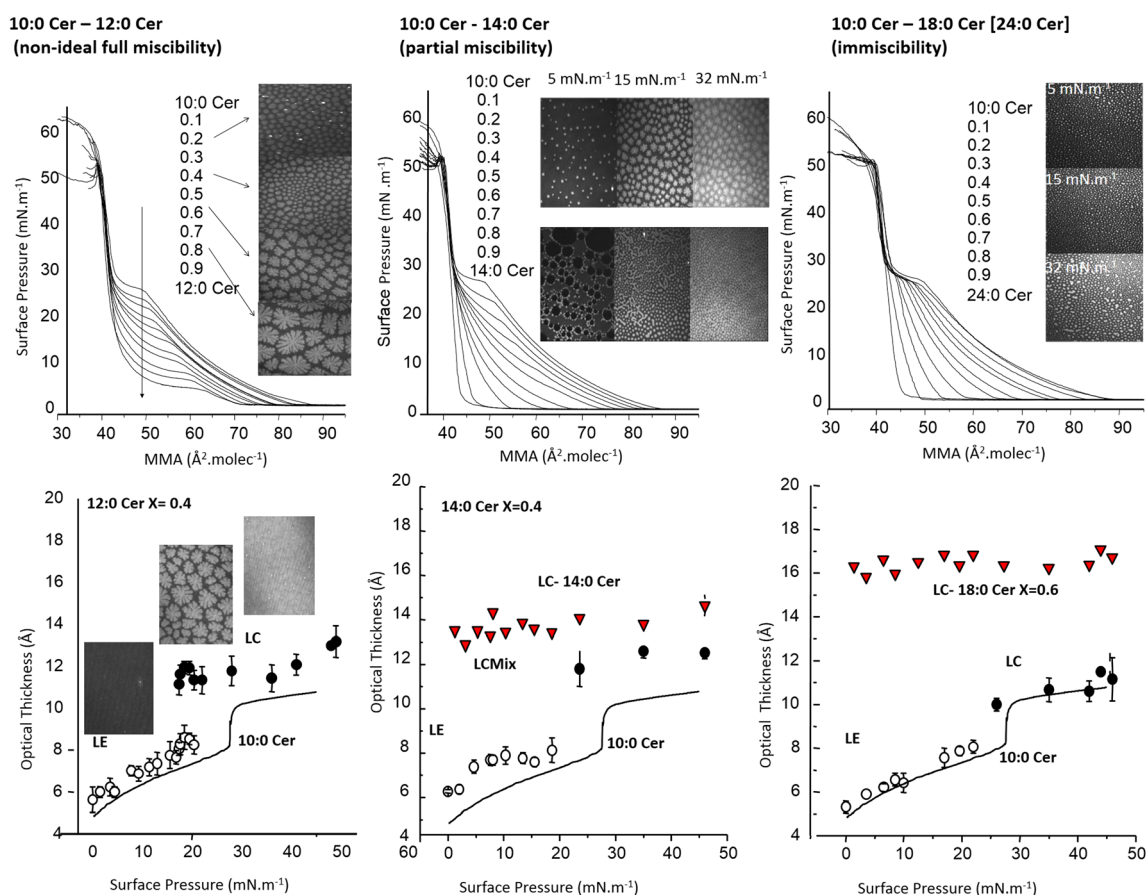 10:0 Cer – 12:0 Cer
(non-ideal full miscibility)
10:0 Cer
0.1
0.2
0.3
0.4
0.5
0.6
0.7
0.8
0.9
12:0 Cer
Surface Pressure (mN.m-1)
60
50
40
30
20
10
0
30 40 50 60 70 80 90
MMA (Å².molec-1)
10:0 Cer - 14:0 Cer
(partial miscibility)
5 mN.m-1 15 mN.m-1 32 mN.m-1
10:0 Cer
0.1
0.2
0.3
0.4
0.5
0.6
0.7
0.8
0.9
14:0 Cer
Surface Pressure (mN .m-1)
60
50
40
30
20
10
0
40 50 60 70 80 90
MMA (Å².molec-1)
10:0 Cer – 18:0 Cer [24:0 Cer]
(immiscibility)
5 mN.m-1
15 mN.m-1
32 mN.m-1
10:0 Cer
0.1
0.2
0.3
0.4
0.5
0.6
0.7
0.8
0.9
24:0 Cer
Surface Pressure (mN.m-1)
60
50
40
30
20
10
0
30 40 50 60 70 80 90
MMA (Å².molec-1)
12:0 Cer X= 0.4
LC
LE
10:0 Cer
Optical Thickness (Å)
20
18
16
14
12
10
8
6
4
0 10 20 30 40 50
Surface Pressure (mN.m-1)
14:0 Cer X=0.4
LC- 14:0 Cer
LCMix
LE
10:0 Cer
Optical Thickness (Å)
20
18
16
14
12
10
8
6
4
60 0 10 20 30 40 50
Surface Pressure (mN.m-1)
LC- 18:0 Cer X=0.6
LC
LE
10:0 Cer
Optical Thickness (Å)
20
18
16
14
12
10
8
6
4
0 10 20 30 40 50
Surface Pressure (mN.m-1)